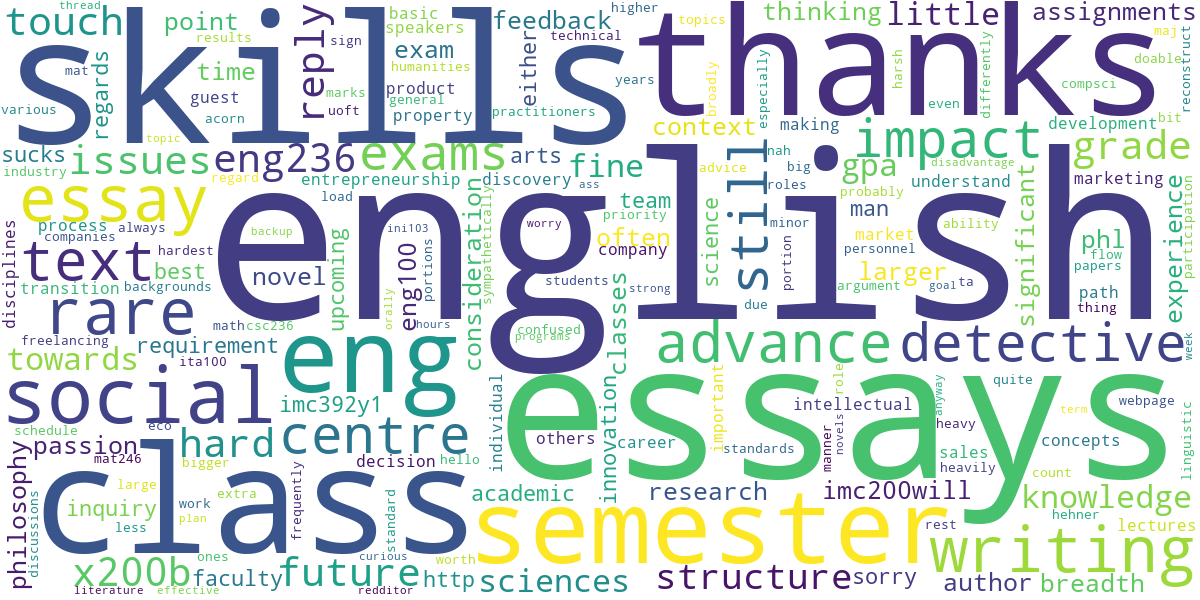 thread
touch
point
results
time
mat
guest
various
acorn
regards
topic
skills
reply
sign
marks
uoft
basic
speakers
exam
humanities
product
general
property
feedback
technical
either
practitioners
higher
years
thanks
topics
broadly
especially
thinking
little
harsh
even
assignments
differently
compsci
maj
doable
reconstruct
sucks
industry
issues
regard
eng236
exams
arts
fine
context
making
impact
development
bit
grade
essay
entrepreneurship
discovery
ass
load
consideration
sympathetically
team
priority
often
company
advice
nah
big
roles
still
minor
science
portion
due
gpa
probably
man
market
personnel
larger
argument
disadvantage
understand
ability
goal
ta
significant
marketing
phl
flow
papers
path
thing
experience
participation
disciplines
process
companies
always
text
hardest
best
transition
backgrounds
english
backup
novel
upcoming
ini103
orally
eng100
portions
hours
worry
students
strong
confused
programs
classes
rare
math
csc236
freelancing
requirement
ita100
towards
eng
advance
detective
week
social
imc392y1
eco
schedule
passion
mat246
hard
centre
decision
hello
individual
essays
others
innovation
career
important
standards
role
intellectual
manner
novels
anyway
heavy
heavily
quite
term
webpage
concepts
sales
count
linguistic
philosophy
discussions
class
bigger
large
inquiry
less
work
plan
extra
frequently
standard
academic
semester
research
imc200will
rest
knowledge
hehner
lectures
writing
x200b
ones
faculty
future
curious
redditor
http
worth
sciences
structure
sorry
author
breadth
literature
effective